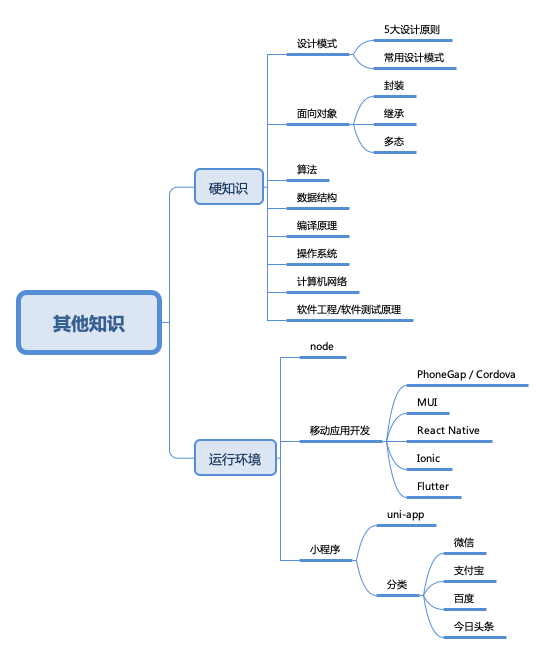 其他知识
硬知识
设计模式
5大设计原则
常用设计模式
面向对象
封装
继承
多态
算法
数据结构
编译原理
操作系统
计算机网络
软件工程/软件测试原理
运行环境
node
移动应用开发
PhoneGap / Cordova
MUI
React Native
Ionic
Flutter
小程序
uni-app
分类
微信
支付宝
百度
今日头条